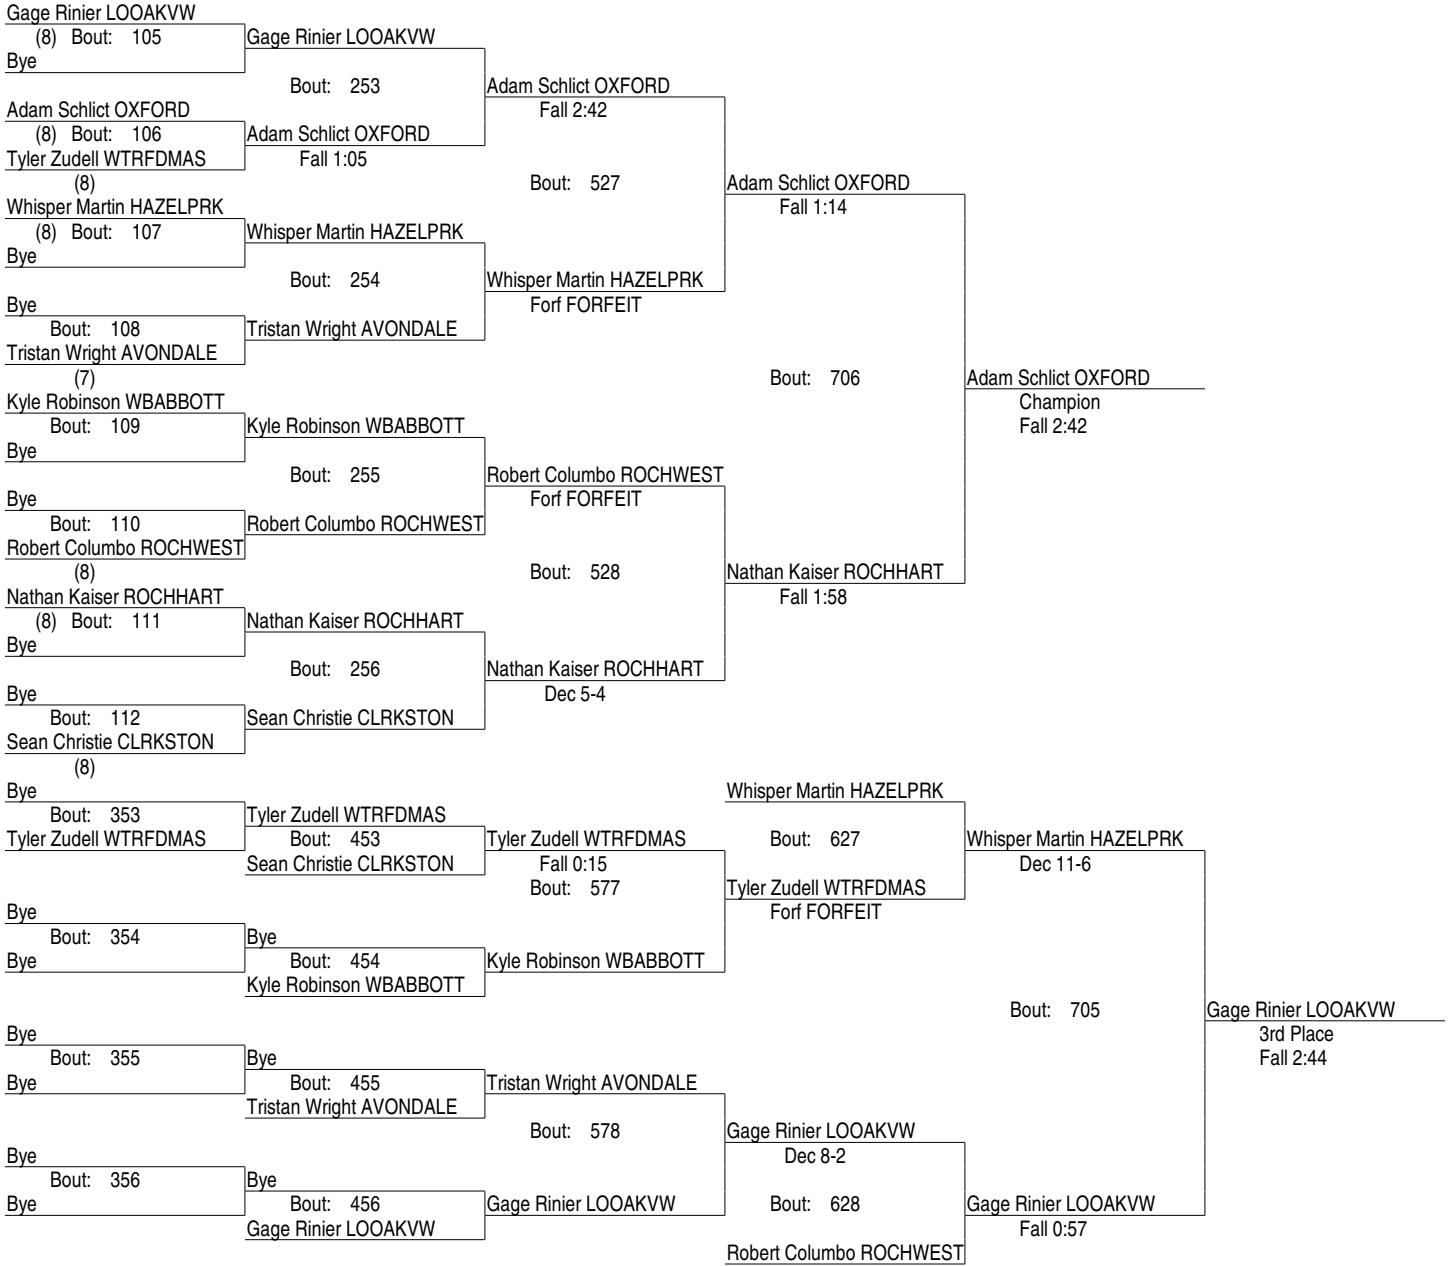 Gage Rinier LOOAKVW
(8) Bout: 105
Gage Rinier LOOAKVW
Bye
Bout: 253
Adam Schlict OXFORD
Adam Schlict OXFORD
Fall 2:42
(8) Bout: 106
Adam Schlict OXFORD
Tyler Zudell WTRFDMAS
Fall 1:05
(8)
Bout: 527
Adam Schlict OXFORD
Whisper Martin HAZELPRK
Fall 1:14
(8) Bout: 107
Whisper Martin HAZELPRK
Bye
Bout: 254
Whisper Martin HAZELPRK
Bye
Forf FORFEIT
Bout: 108
Tristan Wright AVONDALE
Tristan Wright AVONDALE
(7)
Bout: 706
Adam Schlict OXFORD
Kyle Robinson WBABBOTT
Champion
Bout: 109
Kyle Robinson WBABBOTT
Fall 2:42
Bye
Bout: 255
Robert Columbo ROCHWEST
Bye
Forf FORFEIT
Bout: 110
Robert Columbo ROCHWEST
Robert Columbo ROCHWEST
(8)
Bout: 528
Nathan Kaiser ROCHHART
Nathan Kaiser ROCHHART
Fall 1:58
(8) Bout: 111
Nathan Kaiser ROCHHART
Bye
Bout: 256
Nathan Kaiser ROCHHART
Bye
Dec 5-4
Bout: 112
Sean Christie CLRKSTON
Sean Christie CLRKSTON
(8)
Bye
Whisper Martin HAZELPRK
Bout: 353
Tyler Zudell WTRFDMAS
Tyler Zudell WTRFDMAS
Bout: 453
Tyler Zudell WTRFDMAS
Bout: 627
Whisper Martin HAZELPRK
Sean Christie CLRKSTON
Fall 0:15
Dec 11-6
Bout: 577
Tyler Zudell WTRFDMAS
Bye
Forf FORFEIT
Bout: 354
Bye
Bye
Bout: 454
Kyle Robinson WBABBOTT
Kyle Robinson WBABBOTT
Bout: 705
Gage Rinier LOOAKVW
Bye
3rd Place
Bout: 355
Bye
Fall 2:44
Bye
Bout: 455
Tristan Wright AVONDALE
Tristan Wright AVONDALE
Bout: 578
Gage Rinier LOOAKVW
Bye
Dec 8-2
Bout: 356
Bye
Bye
Bout: 456
Gage Rinier LOOAKVW
Bout: 628
Gage Rinier LOOAKVW
Gage Rinier LOOAKVW
Fall 0:57
Robert Columbo ROCHWEST